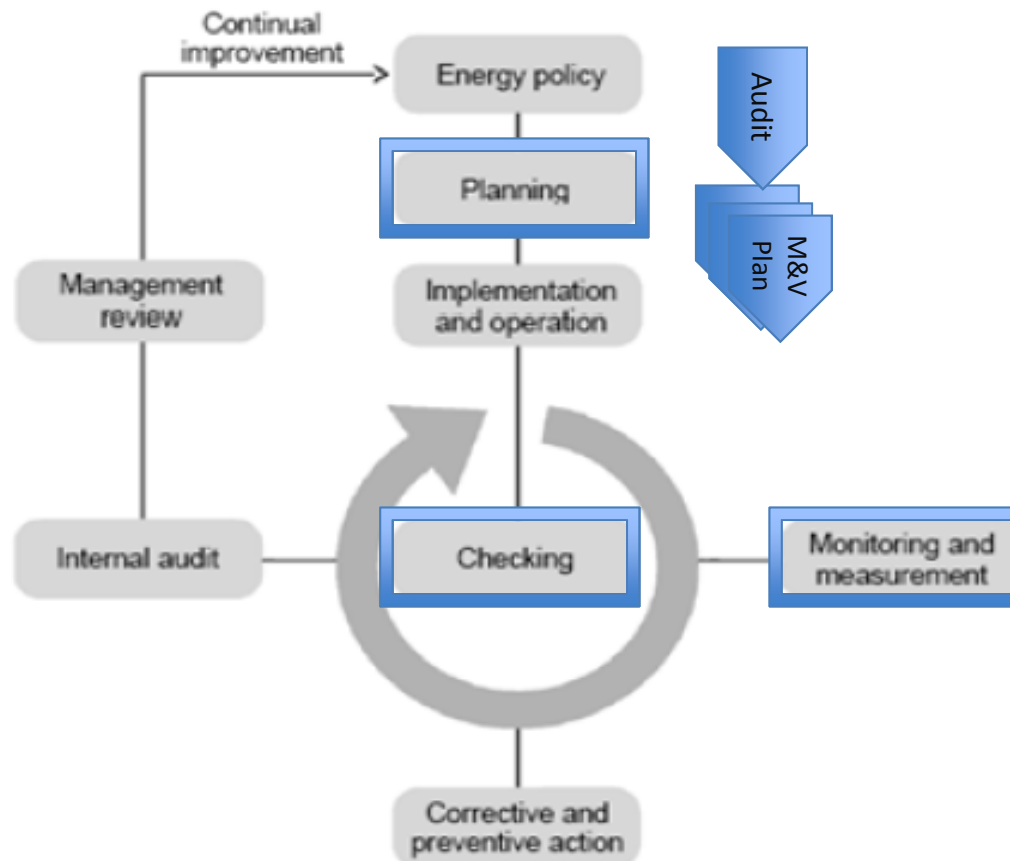 Continual
improvement
Energy policy
Audit
Planning
M&V
Plan
Management
review
Implementation
and operation
Internal audit
Checking
Monitoring and
measurement
Corrective and
preventive action